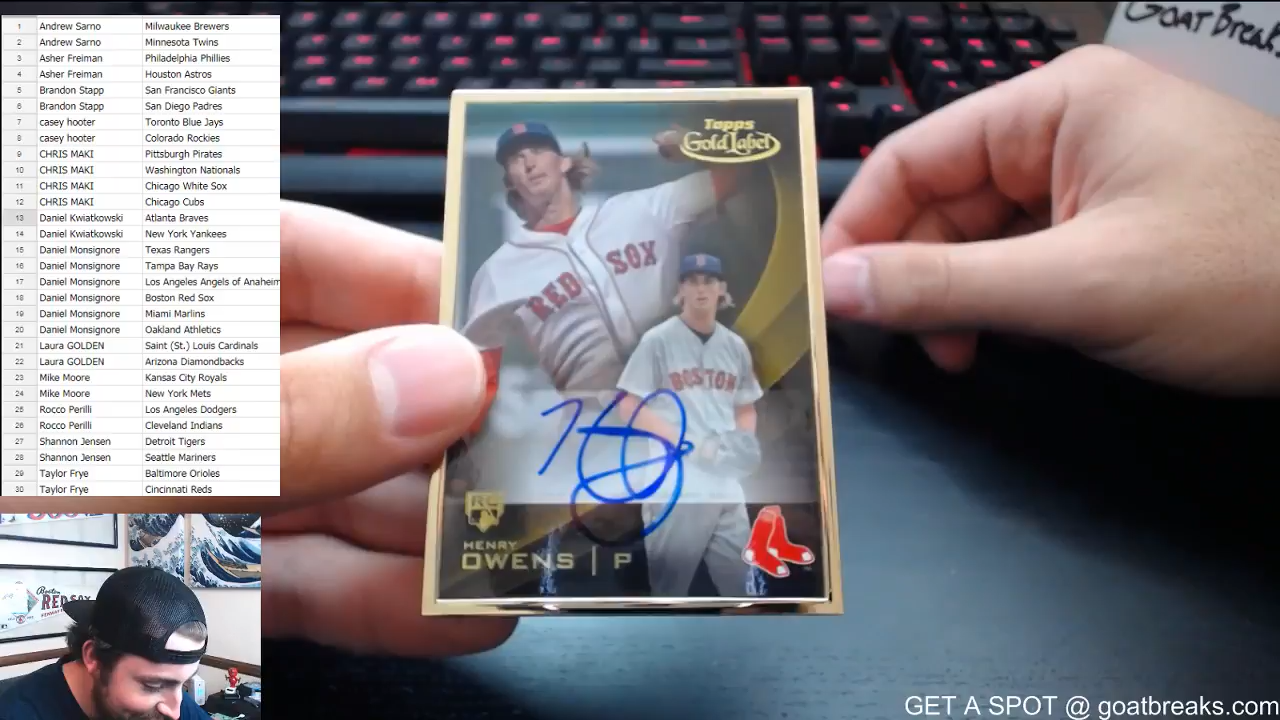 1 Andrew Sarno Milwaukee Brewers
2 Andrew Sarno Minnesota Twins
3 Asher Freiman Philadelphia Phillies
4 Asher Freiman Houston Astros
5 Brandon Stapp San Francisco Giants
6 Brandon Stapp San Diego Padres
7 casey hooter Toronto Blue Jays
8 casey hooter Colorado Rockies
9 CHRIS MAKI Pittsburgh Pirates
10 CHRIS MAKI Washington Nationals
11 CHRIS MAKI Chicago White Sox
12 CHRIS MAKI Chicago Cubs
13 Daniel Kwiatkowski Atlanta Braves
14 Daniel Kwiatkowski New York Yankees
15 Daniel Monsignore Texas Rangers
16 Daniel Monsignore Tampa Bay Rays
17 Daniel Monsignore Los Angeles Angels of Anaheim
18 Daniel Monsignore Boston Red Sox
19 Daniel Monsignore Miami Marlins
20 Daniel Monsignore Oakland Athletics
21 Laura GOLDEN Saint (St.) Louis Cardinals
22 Laura GOLDEN Arizona Diamondbacks
23 Mike Moore Kansas City Royals
24 Mike Moore New York Mets
25 Rocco Perilli Los Angeles Dodgers
26 Rocco Perilli Cleveland Indians
27 Shannon Jensen Detroit Tigers
28 Shannon Jensen Seattle Mariners
29 Taylor Frye Baltimore Orioles
30 Taylor Frye Cincinnati Reds
GOAT Break
Topps
Gold Label
RED SOX
BOSTON
RC
HENRY
OWENS | P
Boston
RED SOX
GET A SPOT @ goatbreaks.com